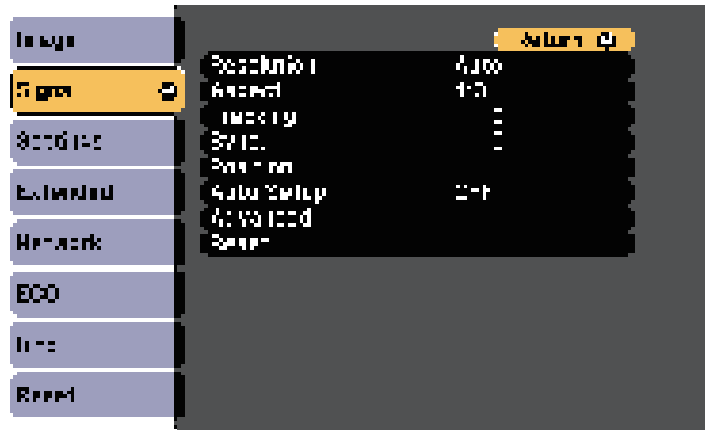 Image
Signal
Settings
Extended
Network
ECO
Info
Reset
Return
Resolution Auto
Aspect
Tracking
Sync.
Position
Auto Setup
Advanced
Reset